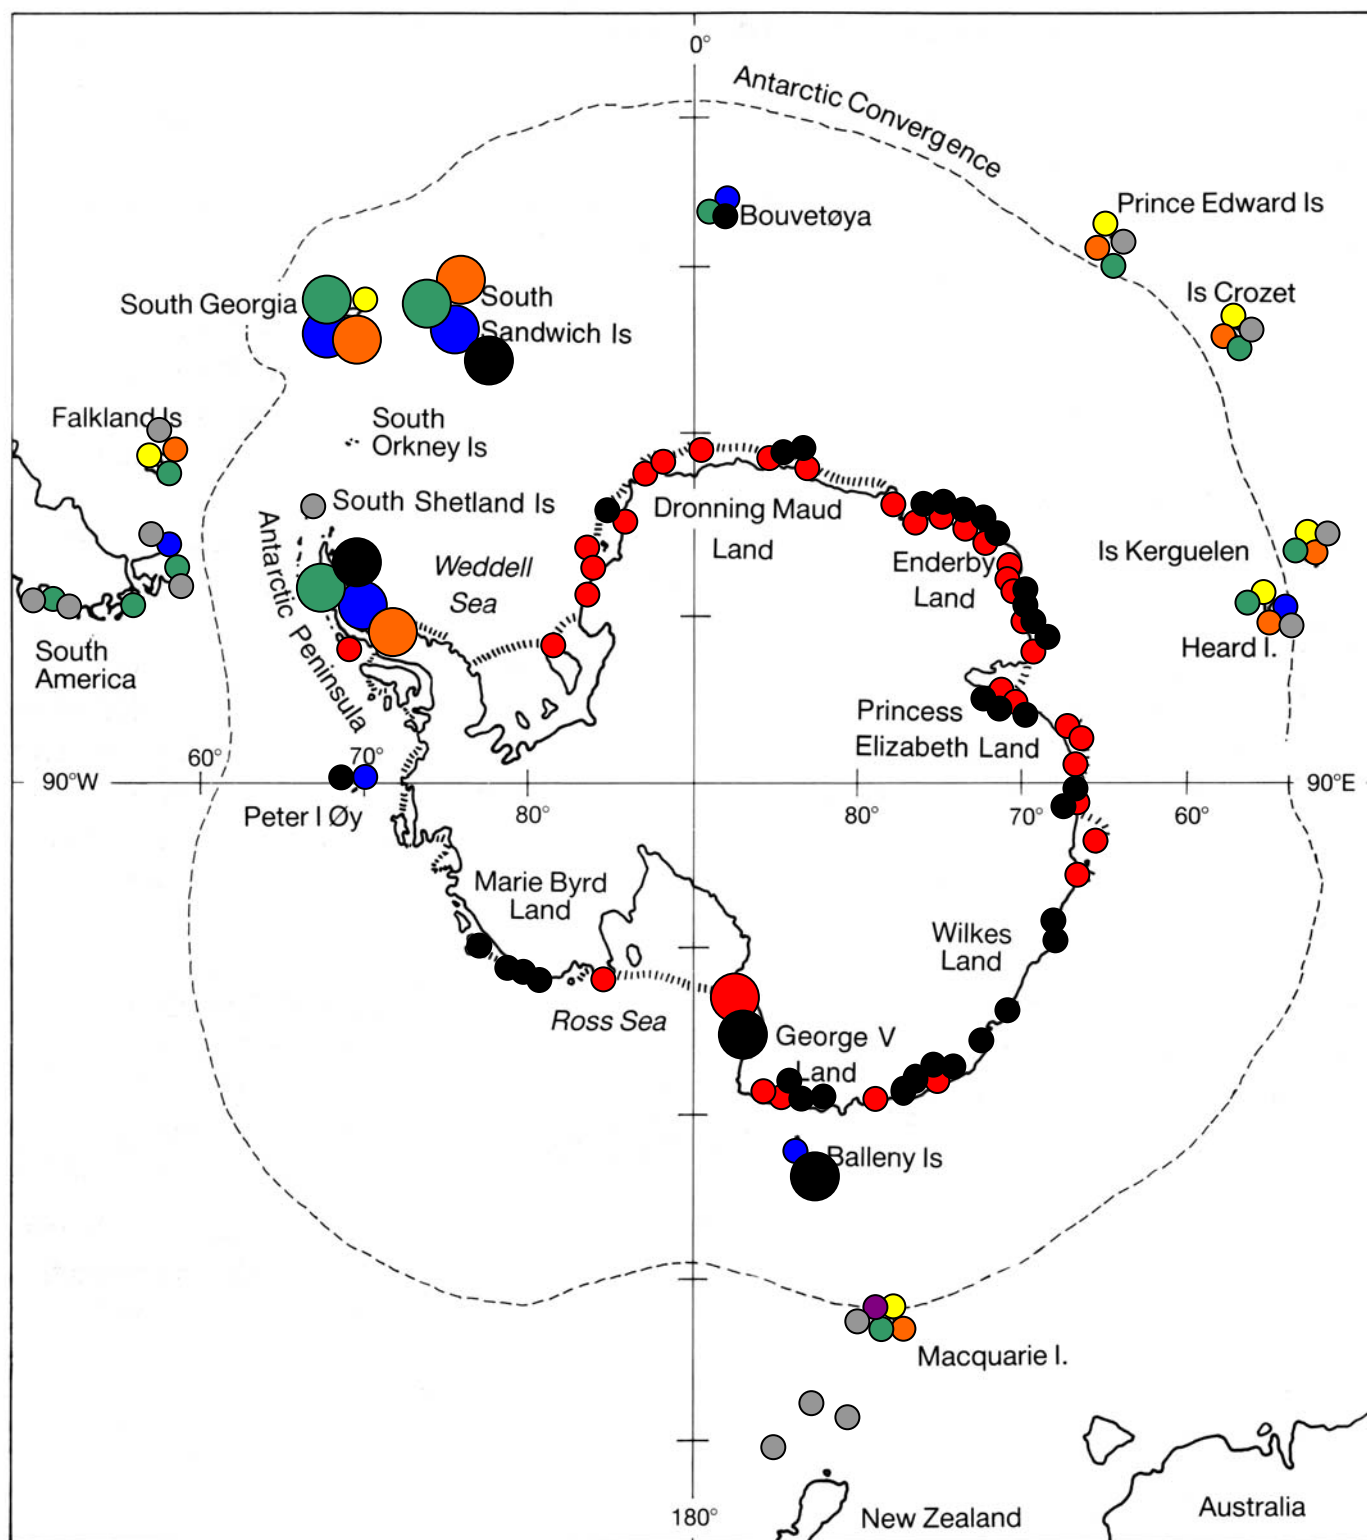 0°
Antarctic Convergence
Prince Edward Is
Bouvetøya
Is Crozet
South Georgia
South
Sandwich Is
Falkland Is
South
Orkney Is
South Shetland Is
Antarctic Peninsula
Weddell
Sea
Dronning Maud
Land
Enderby
Land
Is Kerguelen
Heard I.
South
America
Princess
Elizabeth Land
60°
70°
90°W
90°E
Peter I Øy
80°
80°
70°
60°
Marie Byrd
Land
Wilkes
Land
Ross Sea
George V
Land
Balleny Is
Macquarie I.
180°
New Zealand
Australia